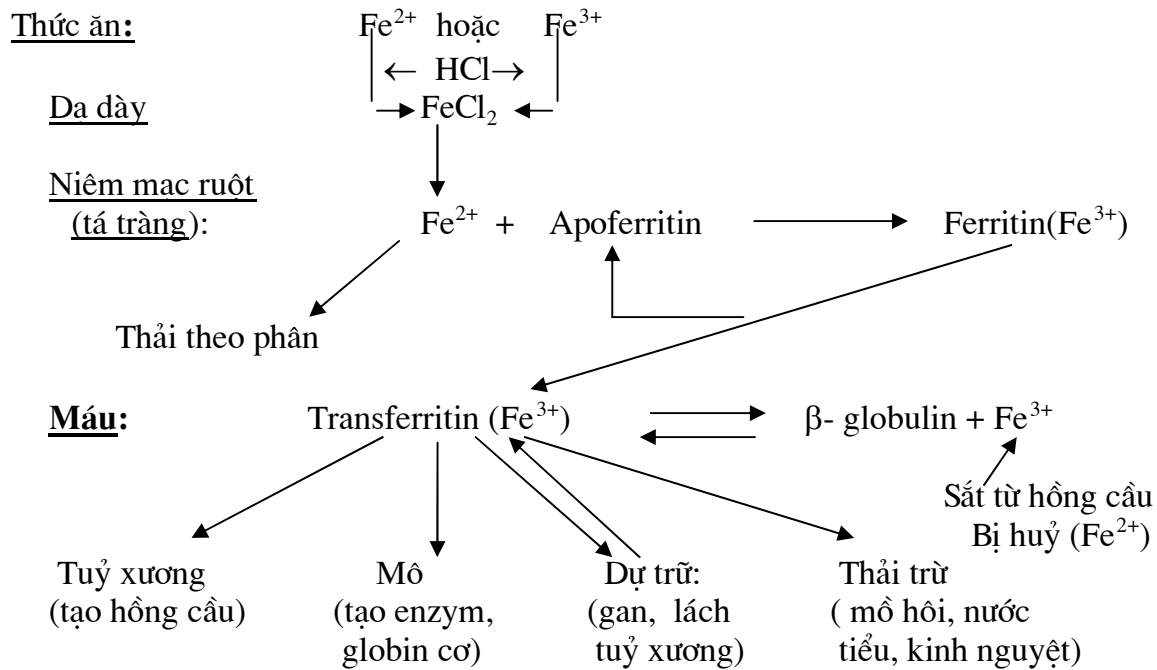 Thức ăn: Fe²⁺ hoặc Fe³⁺
← HCl →
Dạ dày FeCl₂
Niêm mạc ruột
(tá tràng): Fe²⁺ + Apoferritin Ferritin(Fe³⁺)
Thải theo phân
Máu: Transferritin (Fe³⁺) β- globulin + Fe³⁺
Sắt từ hồng cầu
Bị huỷ (Fe²⁺)
Tuỷ xương Mô Dự trữ: Thải trừ
(tạo hồng cầu) (tạo enzym, (gan, lách ( mồ hôi, nước
globin cơ) tuỷ xương) tiểu, kinh nguyệt)